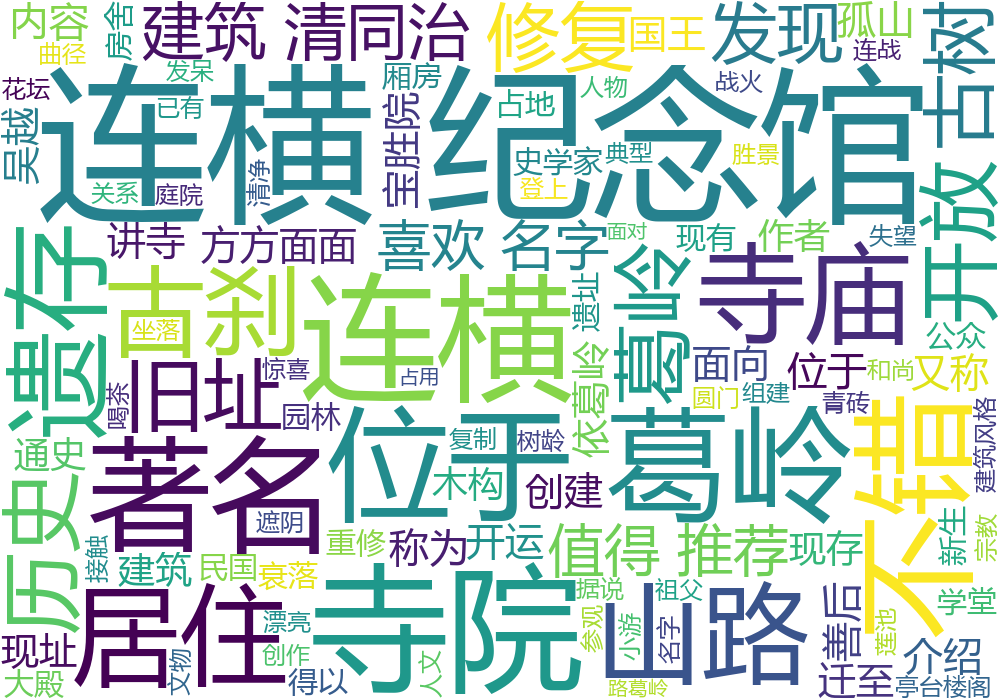 内容
房舍
建筑 清同治
修复
国王
发现
孤山
古树
曲径
连战
花坛
发呆
厢房
人物
战火
连横 纪念馆
已有
占地
吴越
宝胜院
史学家
典型
胜景
关系
庭院
清净
登上
开放
讲寺
方方面面
喜欢 名字
面对
现有
作者
失望
遗存
古刹
连横
遗址
葛岭
寺庙
坐落
公众
惊喜
占用
依葛岭
面向
位于
和尚
又称
旧址
喝茶
园林
圆门
组建
青砖
不错
建筑风格
著名
位于
葛岭
通史
复制
树龄
历史
木构
创建
遮阴
重修
称为
开运
值得 推荐
现存
新生
宗教
接触
建筑
民国
衰落
居住
寺院
山路
据说
祖父
善后
学堂
现址
漂亮
参观
小游
名字
莲池
介绍
大殿
文物
创作
得以
人文
路葛岭
迁至
亭台楼阁